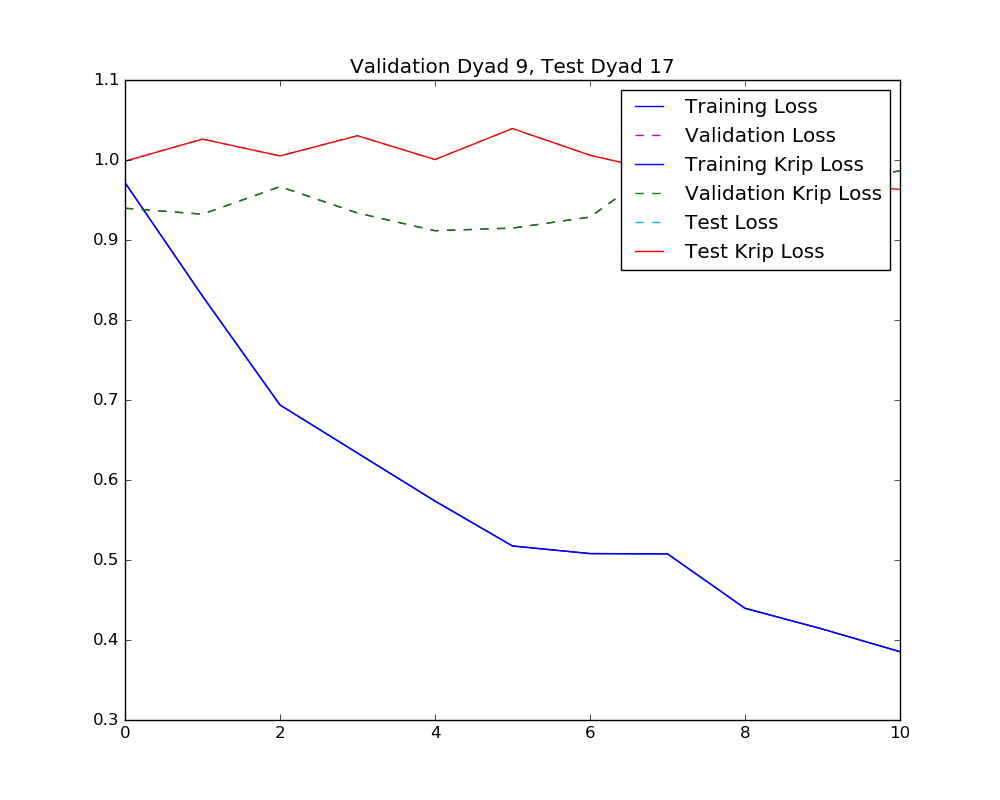 Validation Dyad 9, Test Dyad 17
1.1
1.0
0.9
0.8
0.7
0.6
0.5
0.4
0.3
0 2 4 6 8 10
Training Loss
Validation Loss
Training Krip Loss
Validation Krip Loss
Test Loss
Test Krip Loss